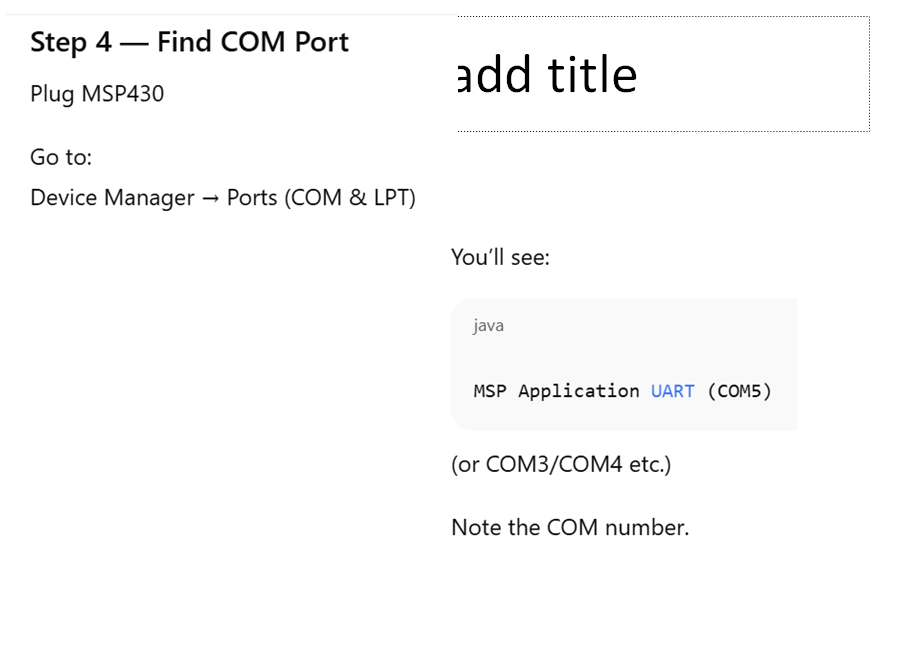 Step 4 — Find COM Port
add title
Plug MSP430
Go to:
Device Manager → Ports (COM & LPT)
You’ll see:
java
MSP Application UART (COM5)
(or COM3/COM4 etc.)
Note the COM number.